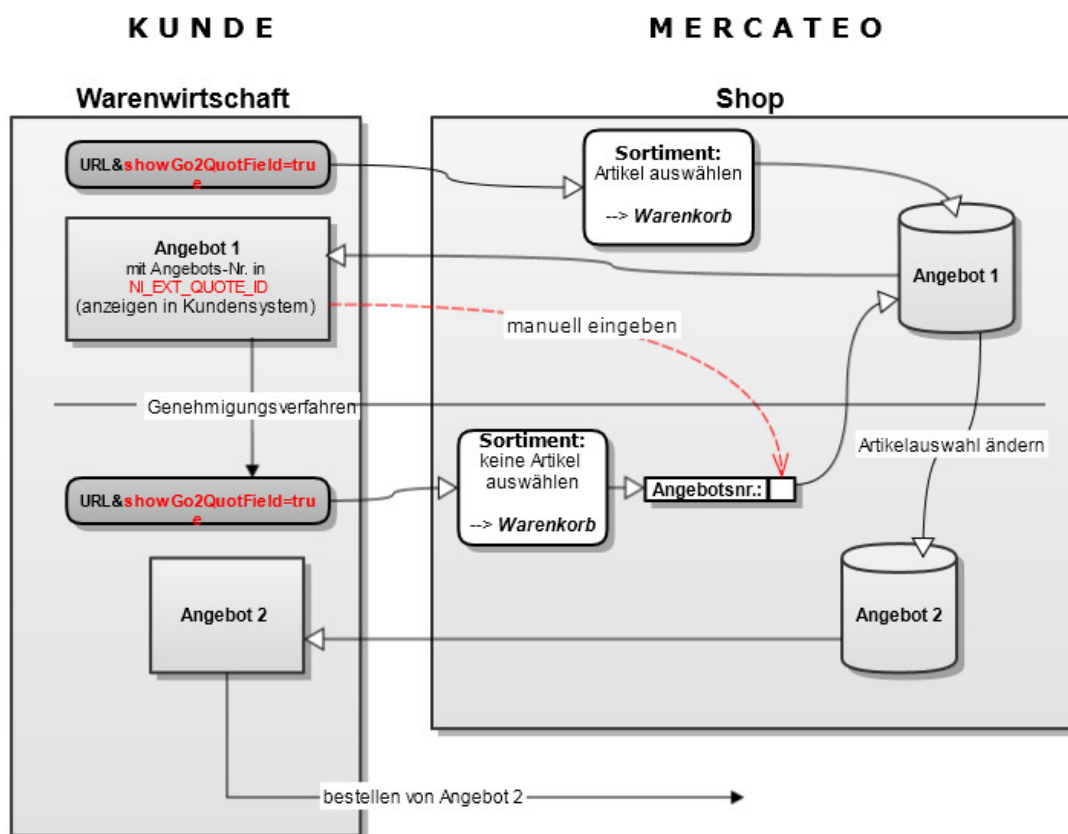 K U N D E
M E R C A T E O
Warenwirtschaft
Shop
URL&showGo2QuotField=tru
e
Sortiment:
Artikel auswählen
--> Warenkorb
Angebot 1
mit Angebots-Nr. in
NI_EXT_QUOTE_ID
(anzeigen in Kundensystem)
Angebot 1
manuell eingeben
Genehmigungsverfahren
Artikelauswahl ändern
URL&showGo2QuotField=tru
e
Sortiment:
keine Artikel
auswählen
--> Warenkorb
Angebotsnr.:
Angebot 2
Angebot 2
bestellen von Angebot 2